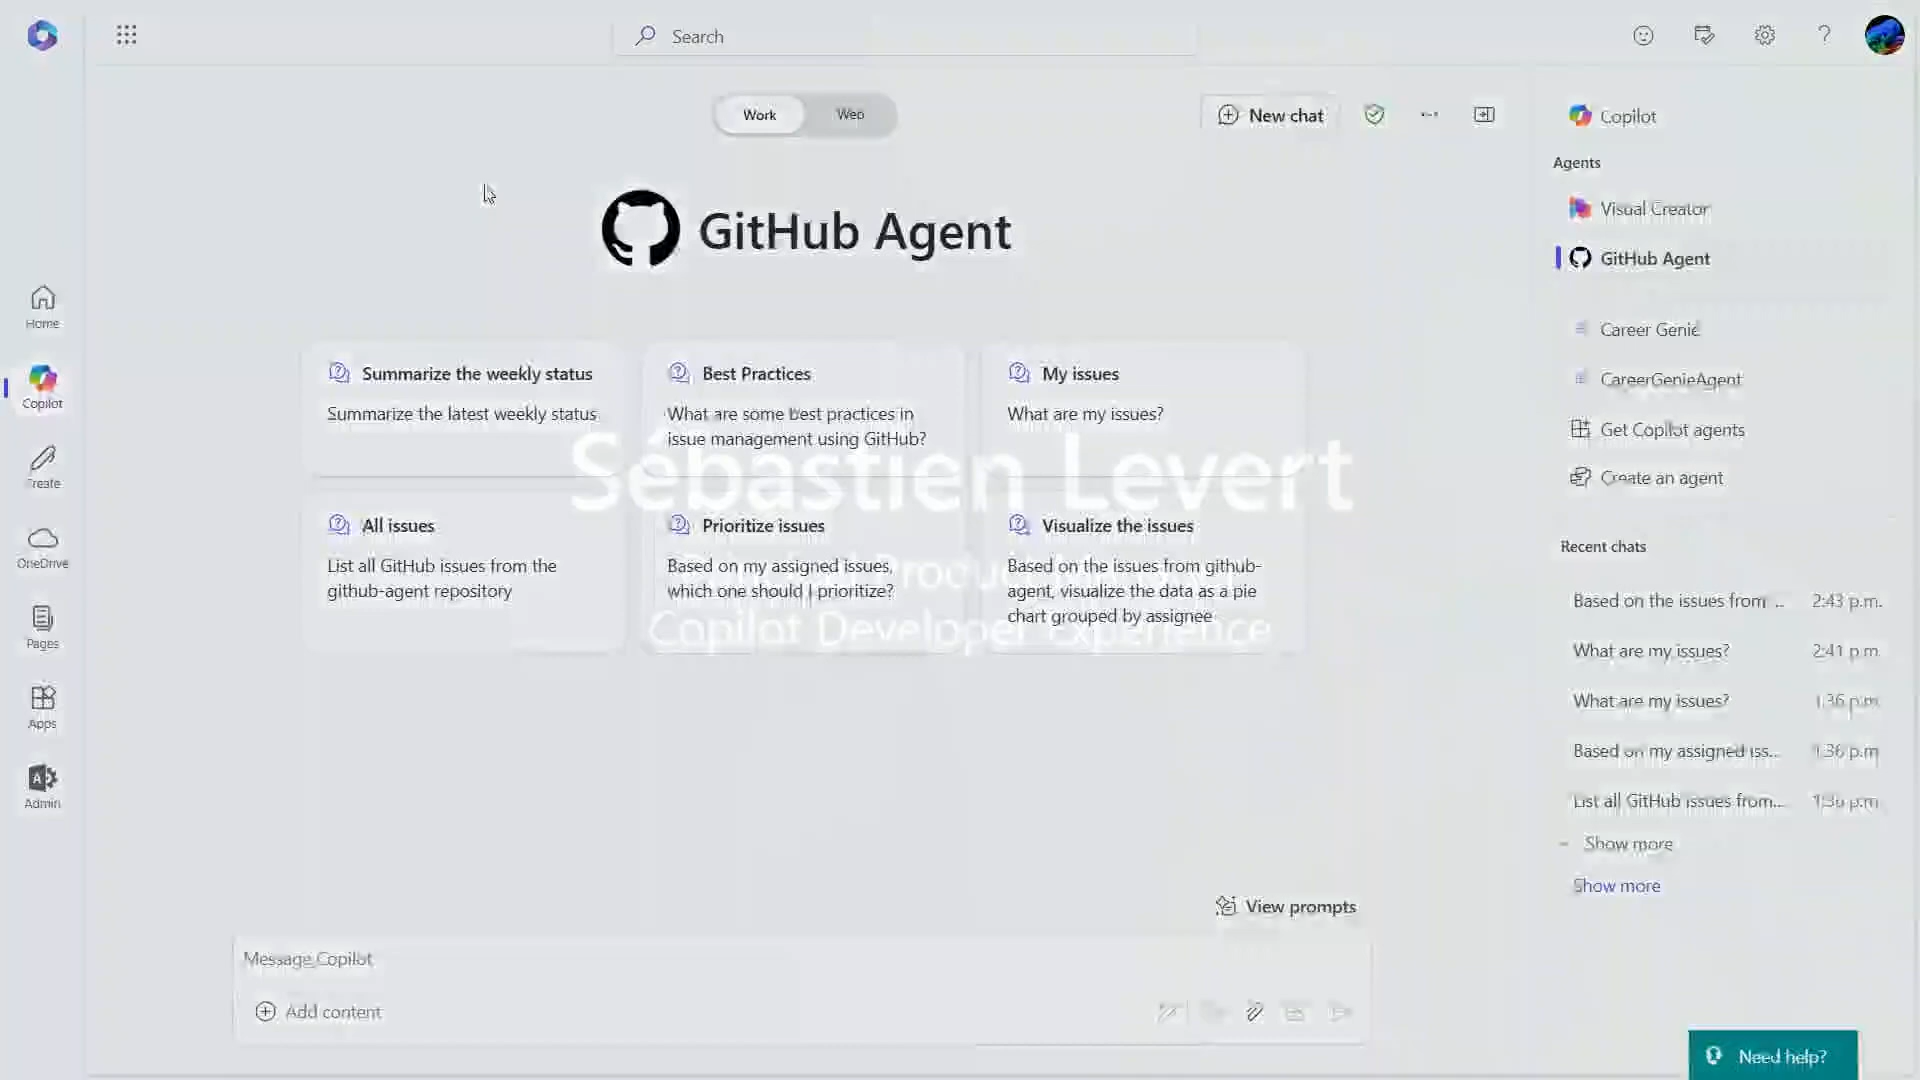 Search
Work
Web
New chat
GitHub Agent
Summarize the weekly status
Summarize the latest weekly status
Best Practices
What are some best practices in
issue management using GitHub?
My issues
What are my issues?
Sébastien Levert
All issues
List all GitHub issues from the
github-agent repository
Prioritize issues
Based on my assigned issues,
which one should I prioritize?
Visualize the issues
Based on the issues from github-
agent, visualize the data as a pie
chart grouped by assignee
Copilot Developer Experience
View prompts
Message Copilot
Add content
Home
Copilot
Create
OneDrive
Pages
Apps
Admin
Copilot
Agents
Visual Creator
GitHub Agent
Career Genie
CareerGenieAgent
Get Copilot agents
Create an agent
Recent chats
Based on the issues from ... 2:43 p.m.
What are my issues? 2:41 p.m.
What are my issues? 1:36 p.m.
Based on my assigned iss... 1:36 p.m.
List all GitHub issues from... 1:36 p.m.
Show more
Show more
Need help?